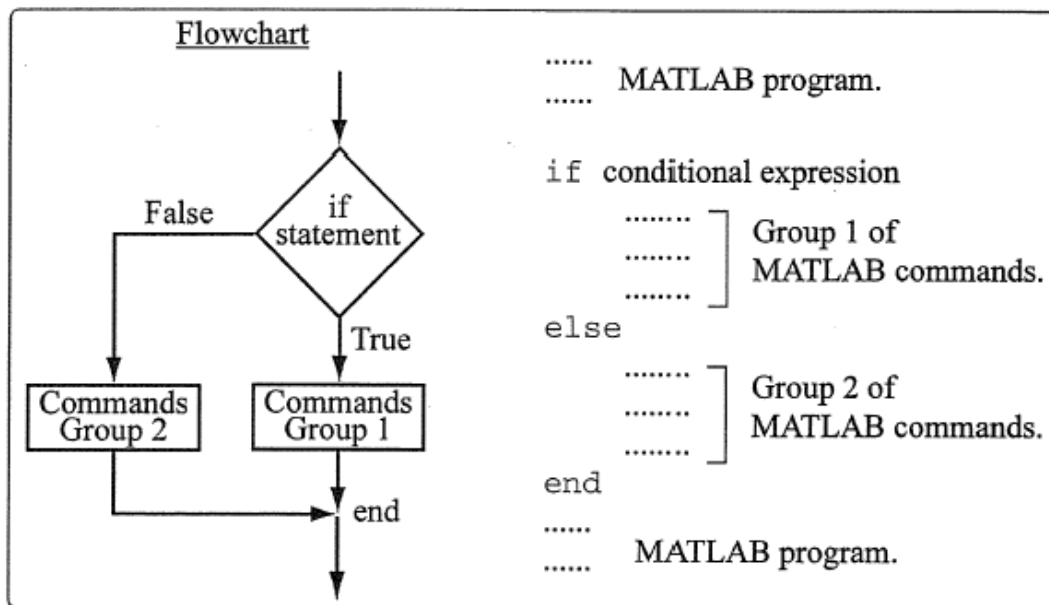 Flowchart
if
statement
False
True
Commands
Group 2
Commands
Group 1
end
......
...... MATLAB program.
if conditional expression
........
........
........
Group 1 of
MATLAB commands.
else
........
........
........
Group 2 of
MATLAB commands.
end
......
...... MATLAB program.